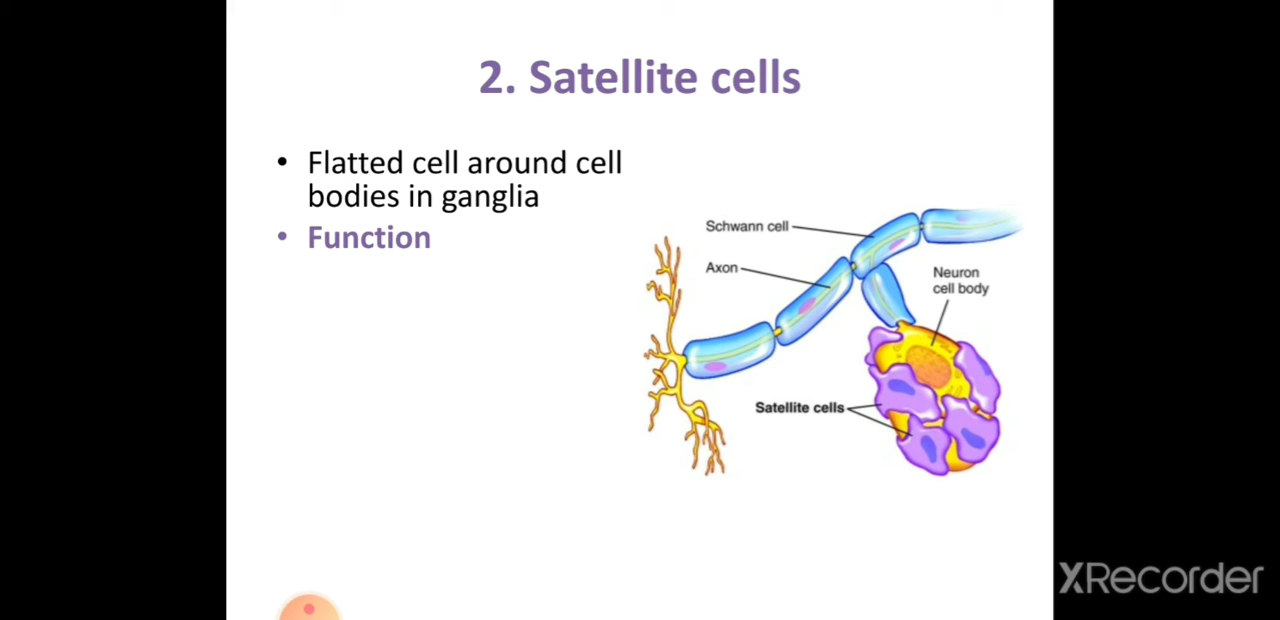 2. Satellite cells
• Flatted cell around cell
bodies in ganglia
• Function
Schwann cell
Axon
Neuron
cell body
Satellite cells
XRecorder